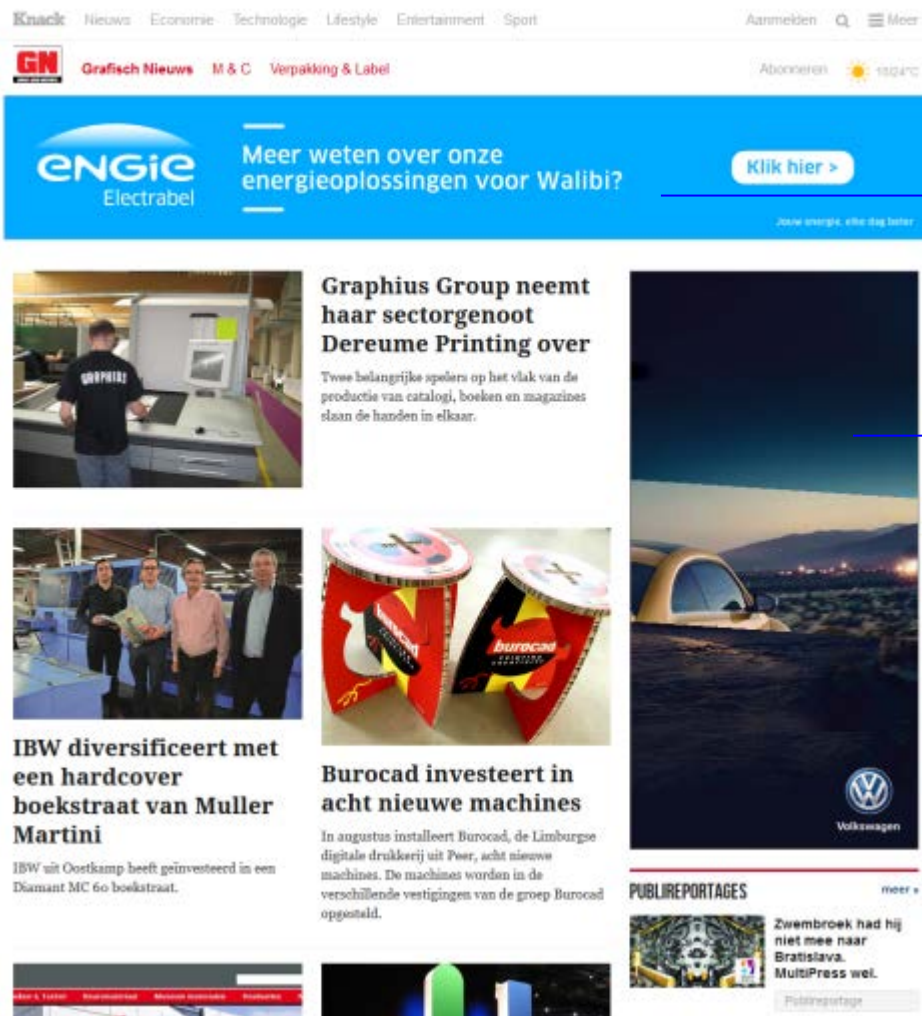 Knack Nieuws Economie Technologie Lifestyle Entertainment Sport Aanmelden Meer
GN Grafisch Nieuws M & C Verpakking & Label Abonneren
ENGIE
Electrabel
Meer weten over onze
energieoplossingen voor Walibi?
Klik hier >
Jouw energie, elke dag beter
GRAPHIUS
Graphius Group neemt
haar sectorgenoot
Dereume Printing over
Twee belangrijke spelers op het vlak van de
productie van catalogi, boeken en magazines
slaan de handen in elkaar.
IBW diversificeert met
een hardcover
boekstraat van Muller
Martini
IBW uit Oostkamp heeft geïnvesteerd in een
Diamant MC 60 boekstraat.
burocad
burocad
Burocad investeert in
acht nieuwe machines
In augustus installeert Burocad, de Limburgse
digitale drukkerij uit Peer, acht nieuwe
machines. De machines worden in de
verschillende vestigingen van de groep Burocad
opgesteld.
Volkswagen
PUBLIREPORTAGES meer »
Zwembroek had hij
niet mee naar
Bratislava.
MultiPress wel.
Publireportage